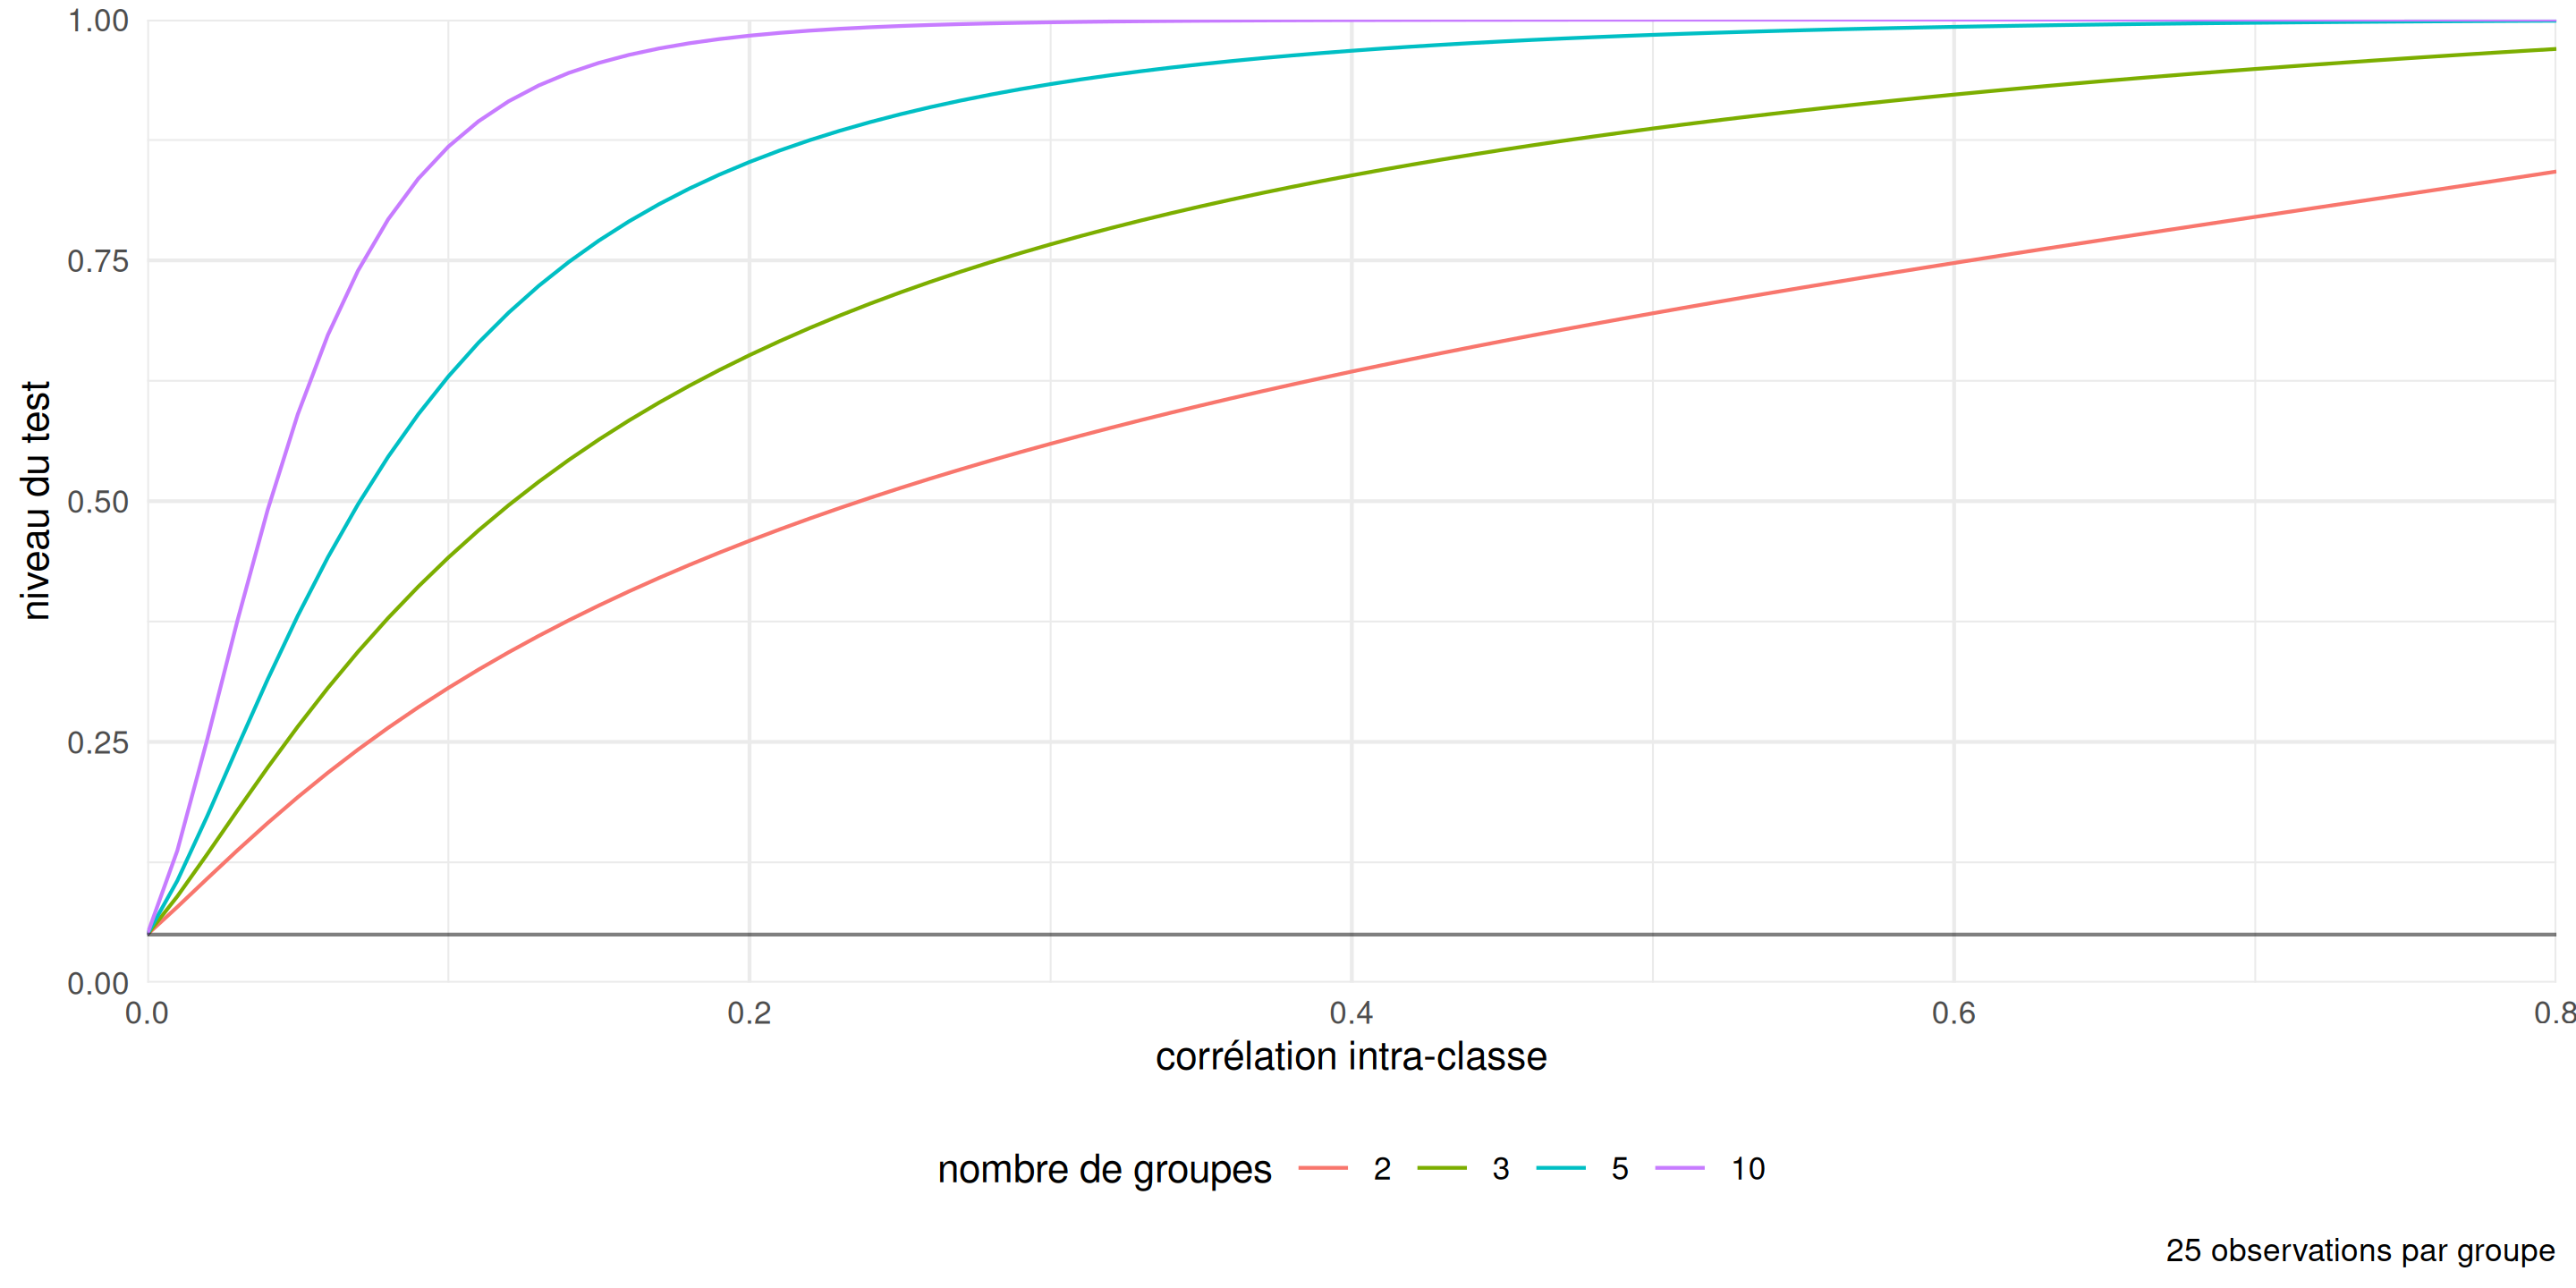 1.00
0.75
0.50
0.25
0.00
niveau du test
0.0 0.2 0.4 0.6 0.8
corrélation intra-classe
nombre de groupes 2 3 5 10
25 observations par groupe